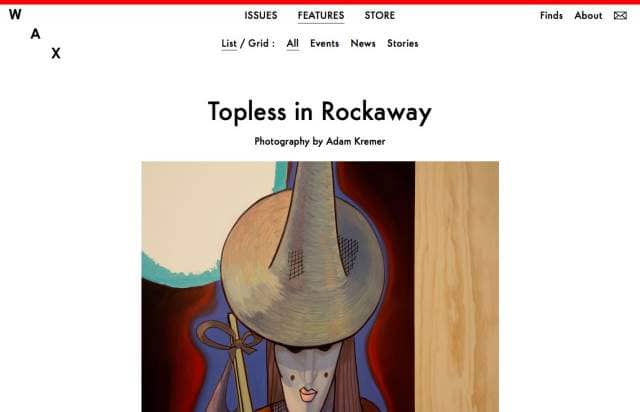 W
A
X
ISSUES FEATURES STORE
Finds About
List / Grid : All Events News Stories
Topless in Rockaway
Photography by Adam Kremer